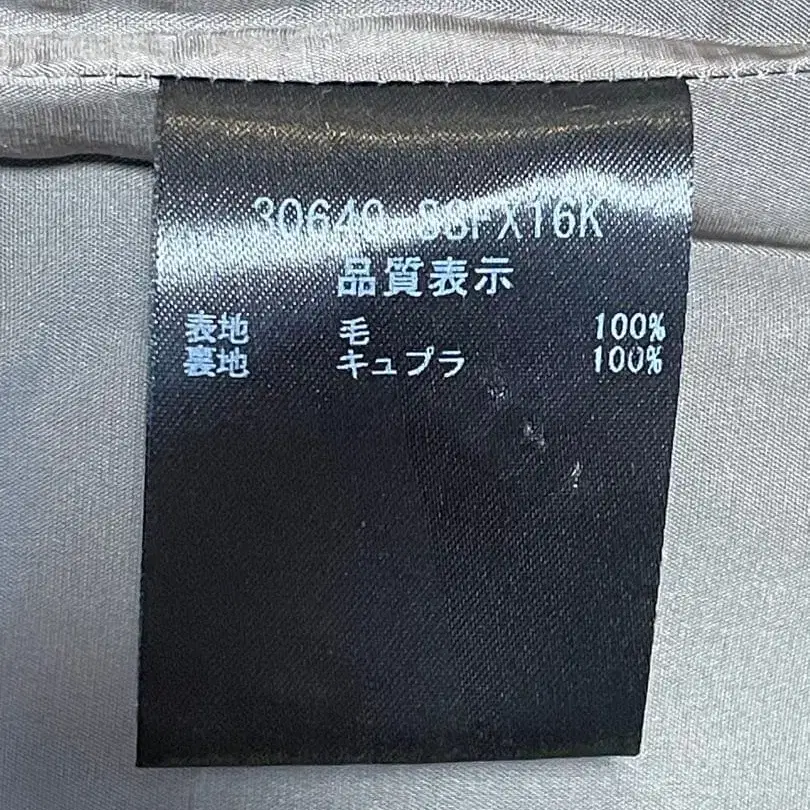 品質表示
表地 毛 100%
裏地 キュプラ 100%